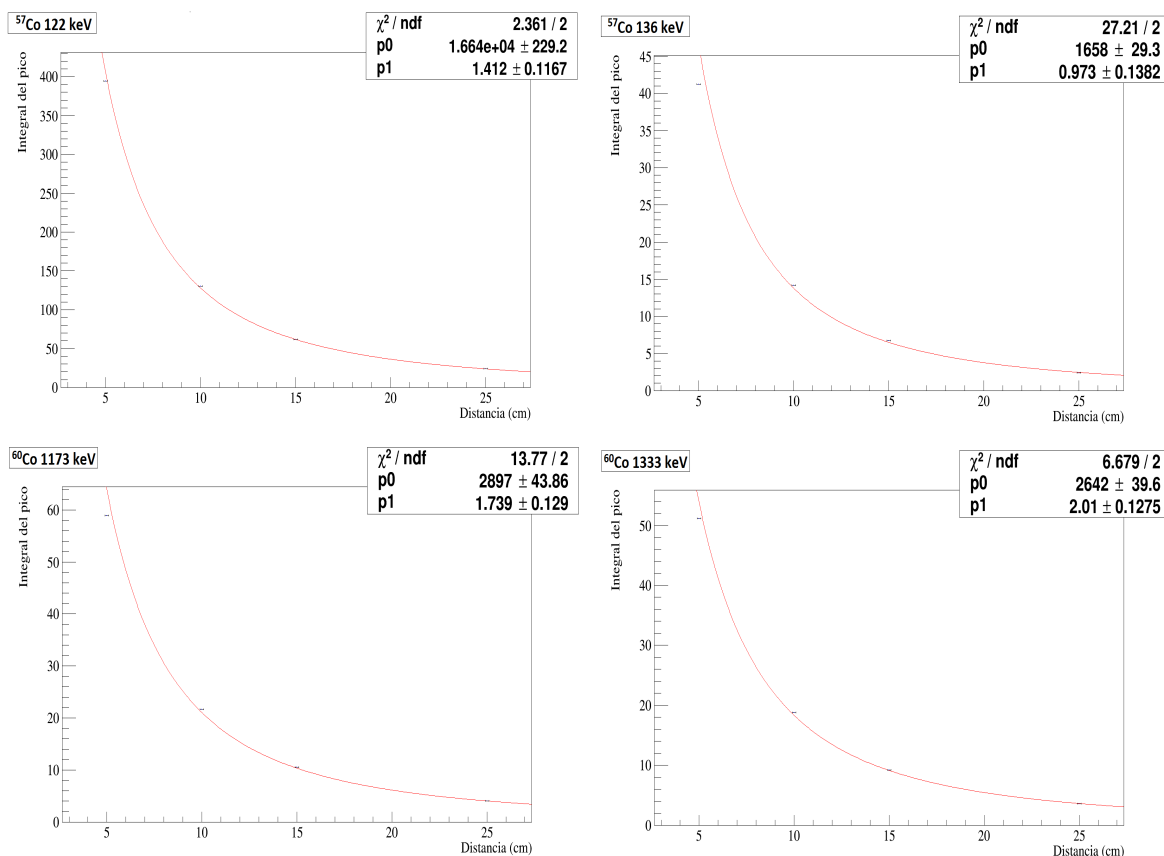 ⁵⁷Co 122 keV
χ² / ndf 2.361 / 2
p0 1.664e+04 ± 229.2
p1 1.412 ± 0.1167
Integral del pico
400
350
300
250
200
150
100
50
0
5 10 15 20 25
Distancia (cm)
⁵⁷Co 136 keV
χ² / ndf 27.21 / 2
p0 1658 ± 29.3
p1 0.973 ± 0.1382
Integral del pico
45
40
35
30
25
20
15
10
5
0
5 10 15 20 25
Distancia (cm)
⁶⁰Co 1173 keV
χ² / ndf 13.77 / 2
p0 2897 ± 43.86
p1 1.739 ± 0.129
Integral del pico
60
50
40
30
20
10
0
5 10 15 20 25
Distancia (cm)
⁶⁰Co 1333 keV
χ² / ndf 6.679 / 2
p0 2642 ± 39.6
p1 2.01 ± 0.1275
Integral del pico
50
40
30
20
10
0
5 10 15 20 25
Distancia (cm)